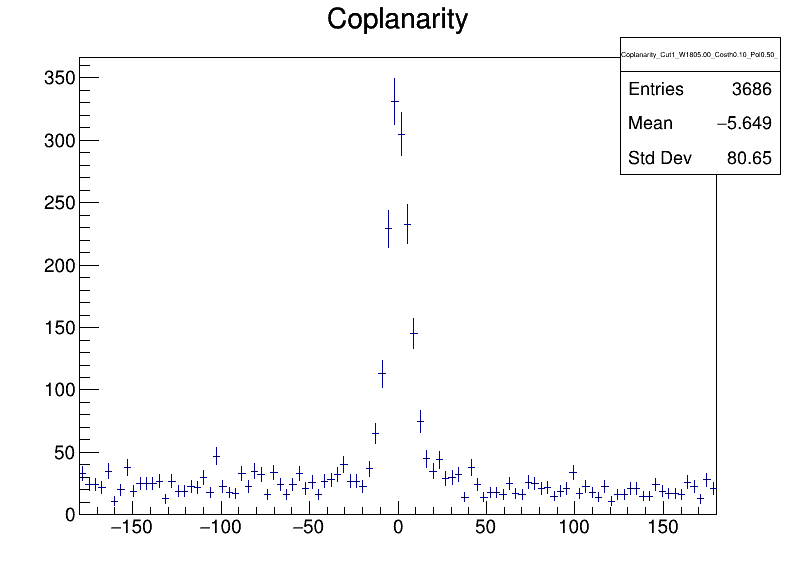 Coplanarity
Coplanarity_Cut1_W1805.00_Costh0.10_Pol0.50_
Entries 3686
Mean −5.649
Std Dev 80.65
350
300
250
200
150
100
50
0
−150 −100 −50 0 50 100 150